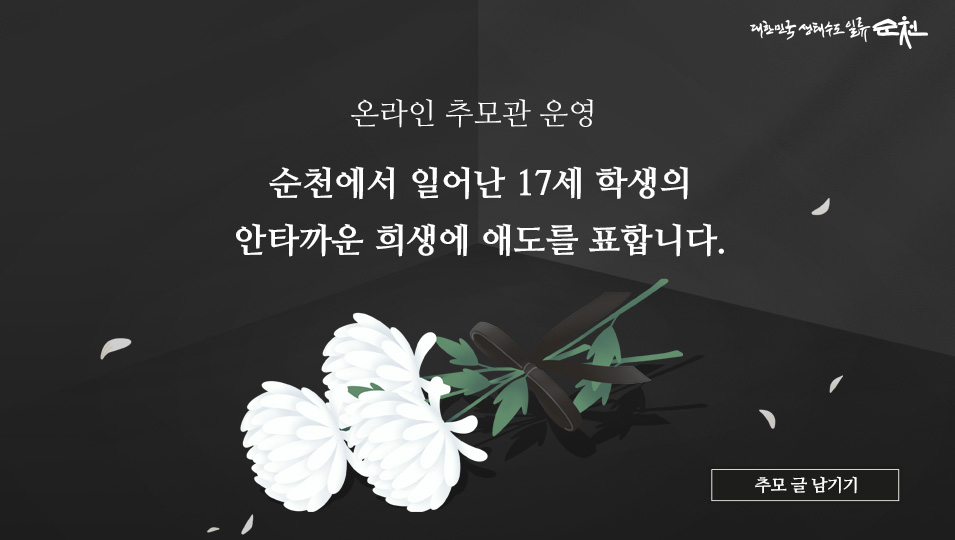 대한민국 생태수도 일류 순천
온라인 추모관 운영
순천에서 일어난 17세 학생의
안타까운 희생에 애도를 표합니다.
추모 글 남기기